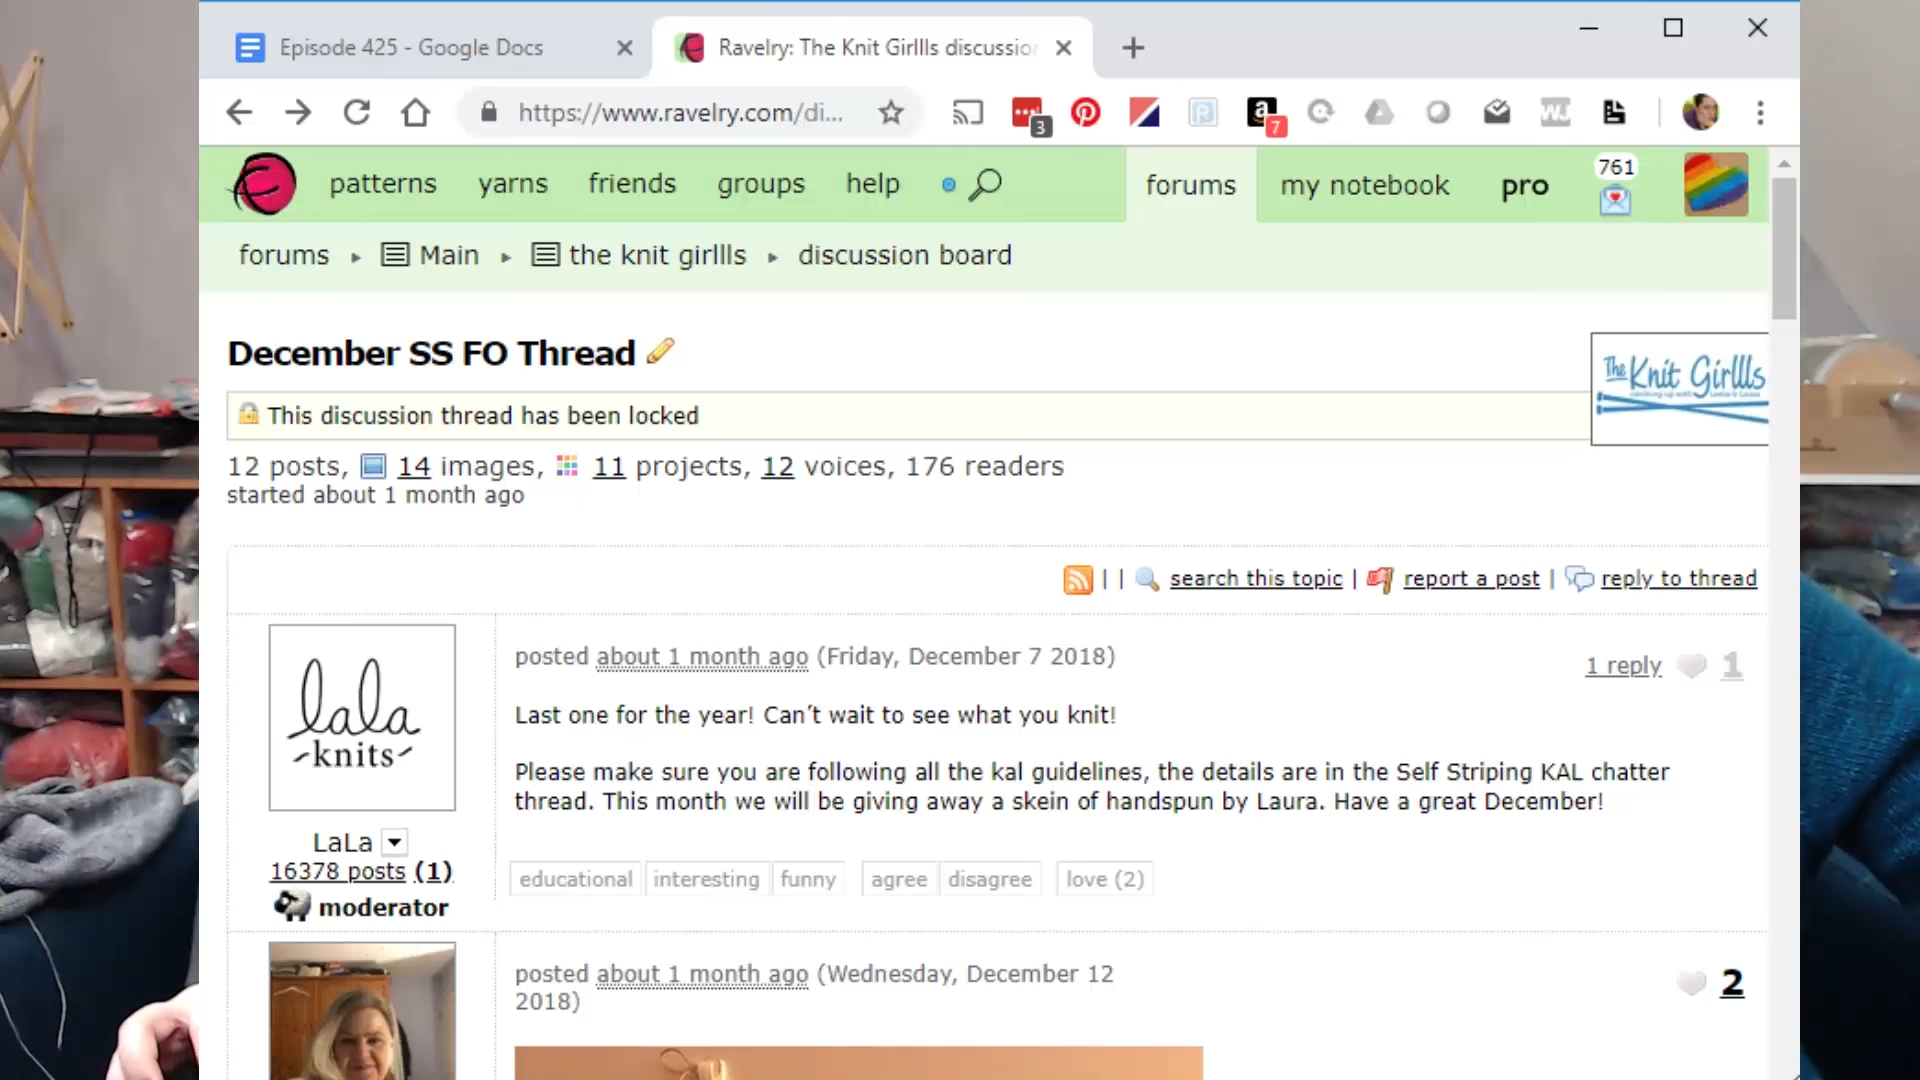 Episode 425 - Google Docs
Ravelry: The Knit Girllls discussion
https://www.ravelry.com/di...
3
7
patterns yarns friends groups help
forums my notebook pro 761
forums Main the knit girllls discussion board
December SS FO Thread
The Knit Girllls
This discussion thread has been locked
12 posts, 14 images, 11 projects, 12 voices, 176 readers
started about 1 month ago
| | search this topic | report a post | reply to thread
lala
knits
LaLa
16378 posts (1)
moderator
posted about 1 month ago (Friday, December 7 2018)
1 reply 1
Last one for the year! Can’t wait to see what you knit!
Please make sure you are following all the kal guidelines, the details are in the Self Striping KAL chatter
thread. This month we will be giving away a skein of handspun by Laura. Have a great December!
educational interesting funny agree disagree love (2)
posted about 1 month ago (Wednesday, December 12
2018)
2